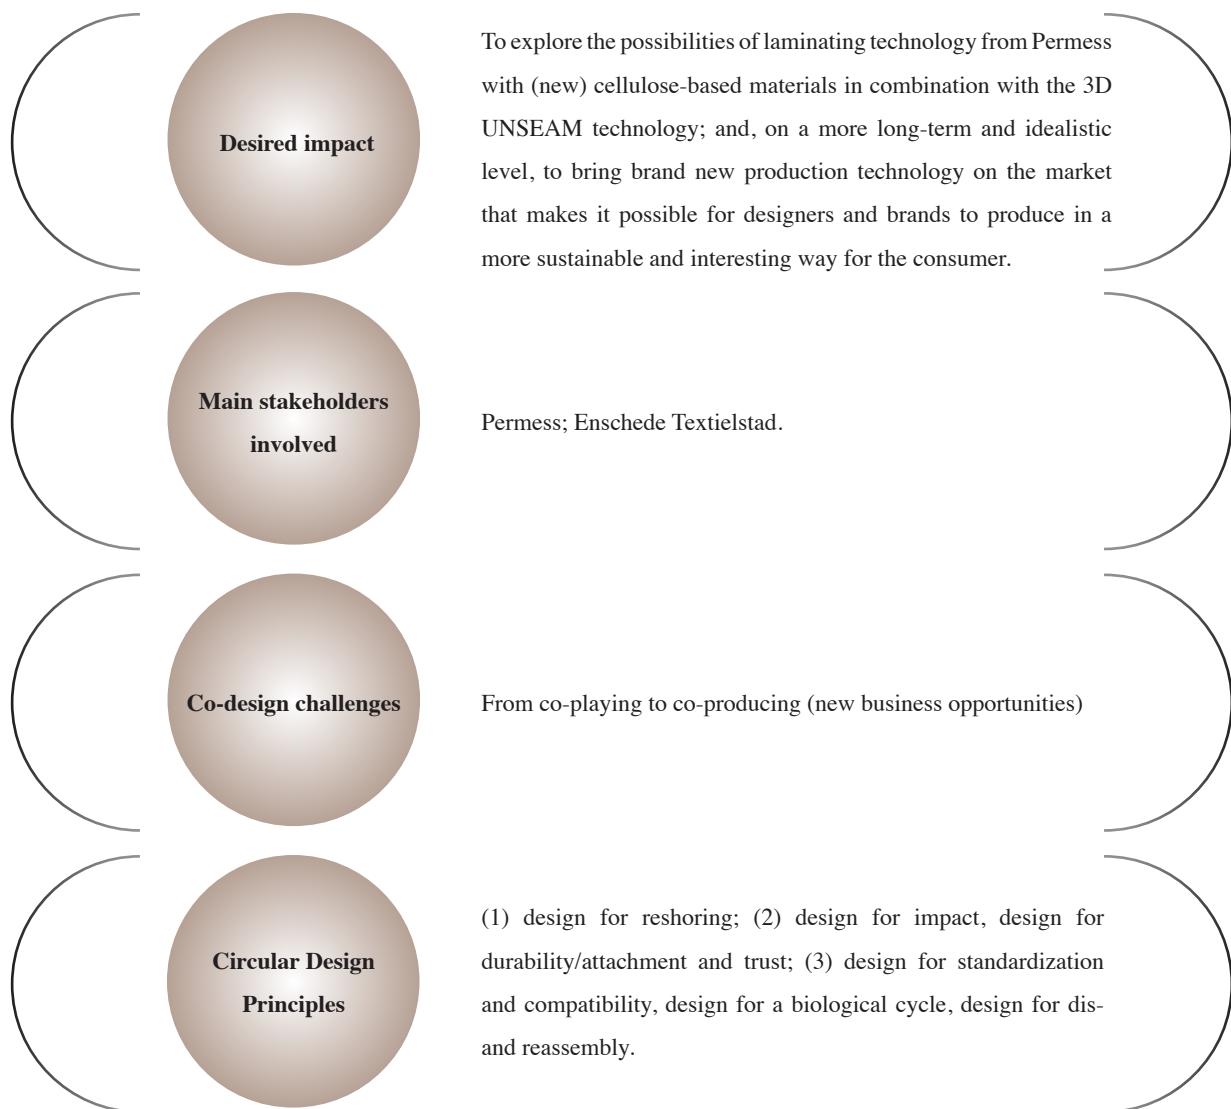 Desired impact
To explore the possibilities of laminating technology from Permess
with (new) cellulose-based materials in combination with the 3D
UNSEAM technology; and, on a more long-term and idealistic
level, to bring brand new production technology on the market
that makes it possible for designers and brands to produce in a
more sustainable and interesting way for the consumer.
Main stakeholders
involved
Permess; Enschede Textielstad.
Co-design challenges
From co-playing to co-producing (new business opportunities)
Circular Design
Principles
(1) design for reshoring; (2) design for impact, design for
durability/attachment and trust; (3) design for standardization
and compatibility, design for a biological cycle, design for dis-
and reassembly.